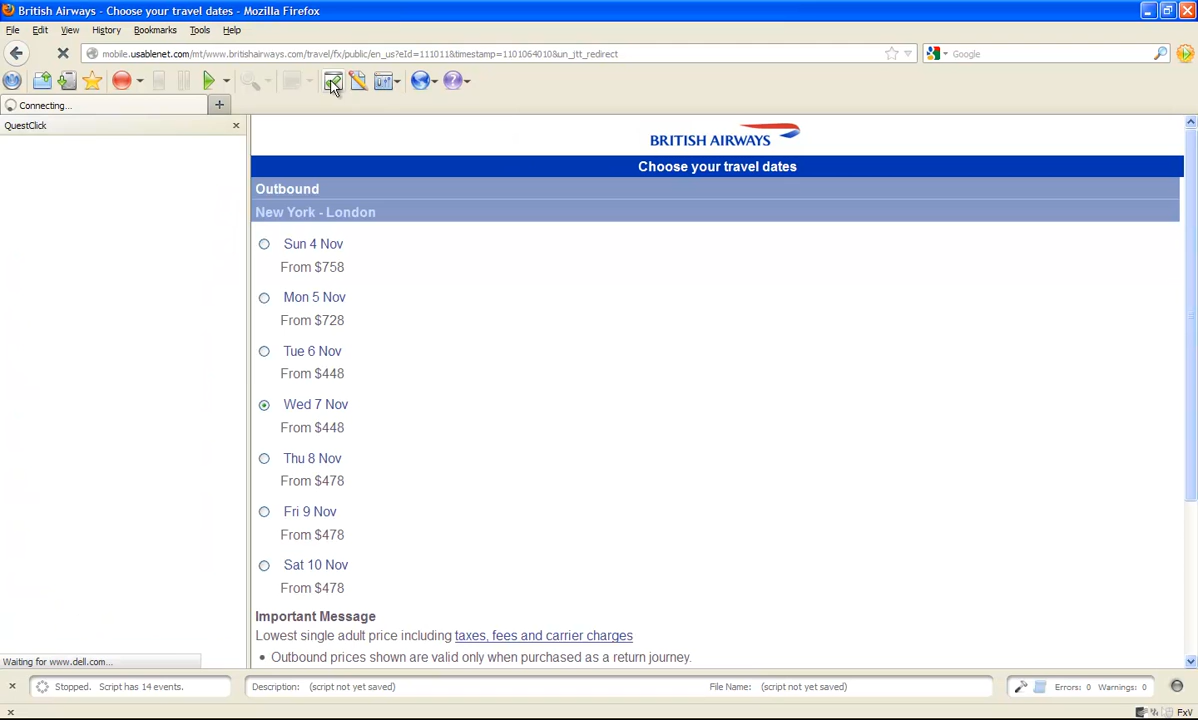 British Airways - Choose your travel dates - Mozilla Firefox
File Edit View History Bookmarks Tools Help
mobile.usablenet.com/mt/www.britishairways.com/travel/fx/public/en_us?eId=111011&timestamp=1101064010&un_jtt_redirect
Google
Connecting...
QuestClick
BRITISH AIRWAYS
Choose your travel dates
Outbound
New York - London
Sun 4 Nov
From $758
Mon 5 Nov
From $728
Tue 6 Nov
From $448
Wed 7 Nov
From $448
Thu 8 Nov
From $478
Fri 9 Nov
From $478
Sat 10 Nov
From $478
Important Message
Lowest single adult price including taxes, fees and carrier charges
• Outbound prices shown are valid only when purchased as a return journey.
Waiting for www.dell.com...
Stopped. Script has 14 events. Description: (script not yet saved) File Name: (script not yet saved) Errors: 0 Warnings: 0
FxV